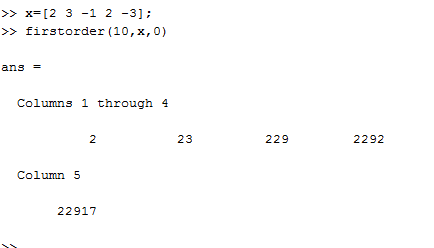 >> x=[2 3 -1 2 -3];
>> firstorder(10,x,0)
ans =
Columns 1 through 4
2 23 229 2292
Column 5
22917
>>